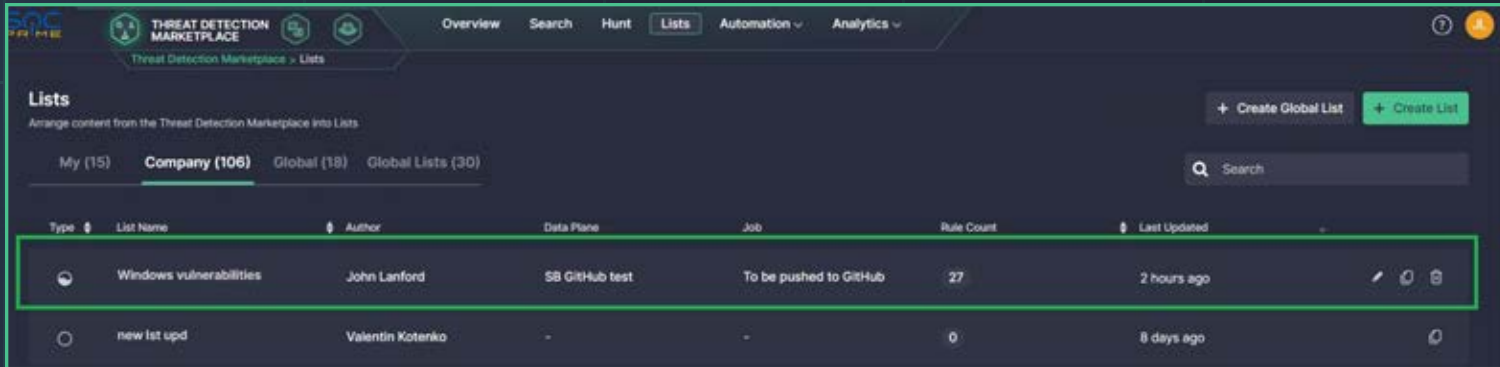 SOC
PRIME
THREAT DETECTION
MARKETPLACE
Overview Search Hunt Lists Automation Analytics
JL
Threat Detection Marketplace > Lists
Lists
Arrange content from the Threat Detection Marketplace into Lists
+ Create Global List
+ Create List
My (15) Company (106) Global (18) Global Lists (30)
Search
Type List Name Author Data Plane Job Rule Count Last Updated
Windows vulnerabilities John Lanford SB GitHub test To be pushed to GitHub 27 2 hours ago
new lst upd Valentin Kotenko - - 0 8 days ago